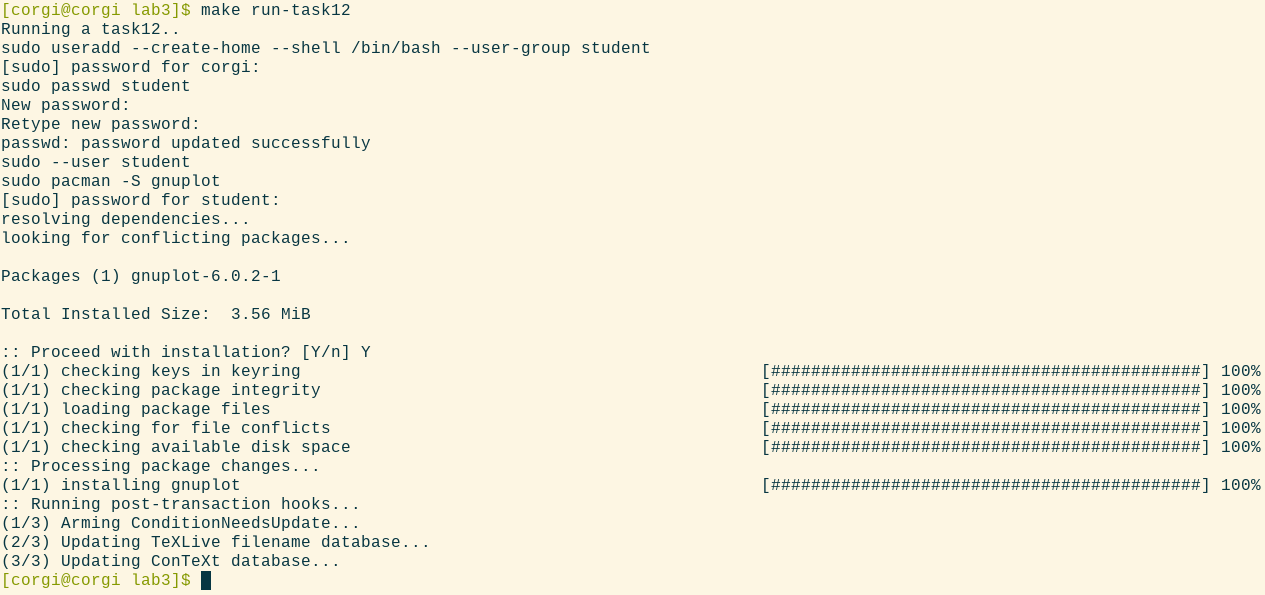 [corgi@corgi lab3]$ make run-task12
Running a task12..
sudo useradd --create-home --shell /bin/bash --user-group student
[sudo] password for corgi:
sudo passwd student
New password:
Retype new password:
passwd: password updated successfully
sudo --user student
sudo pacman -S gnuplot
[sudo] password for student:
resolving dependencies...
looking for conflicting packages...
Packages (1) gnuplot-6.0.2-1
Total Installed Size:  3.56 MiB
:: Proceed with installation? [Y/n] Y
(1/1) checking keys in keyring [###########################################] 100%
(1/1) checking package integrity [###########################################] 100%
(1/1) loading package files [###########################################] 100%
(1/1) checking for file conflicts [###########################################] 100%
(1/1) checking available disk space [###########################################] 100%
:: Processing package changes...
(1/1) installing gnuplot [###########################################] 100%
:: Running post-transaction hooks...
(1/3) Arming ConditionNeedsUpdate...
(2/3) Updating TeXLive filename database...
(3/3) Updating ConTeXt database...
[corgi@corgi lab3]$